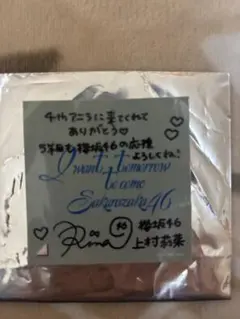 4thアニラに来てくれて
ありがとう♡
5年目も櫻坂46の応援
よろしくね!
I want tomorrow
to come
Sakurazaka46
Rina
櫻坂46
上村莉菜